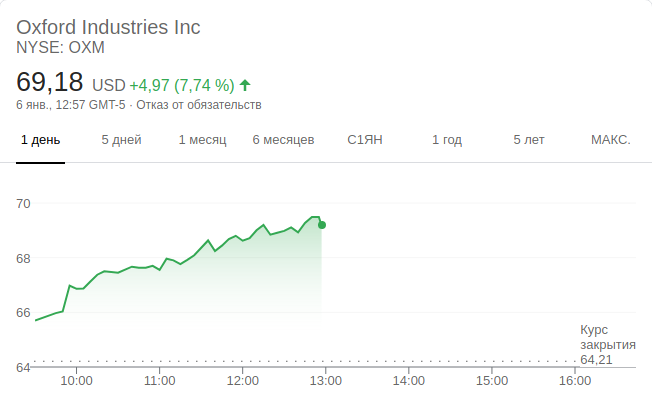 Oxford Industries Inc
NYSE: OXM
69,18 USD +4,97 (7,74 %)
6 янв., 12:57 GMT-5 · Отказ от обязательств
1 день 5 дней 1 месяц 6 месяцев С1ЯН 1 год 5 лет МАКС.
70
68
66
64
Курс
закрытия
64,21
10:00 11:00 12:00 13:00 14:00 15:00 16:00